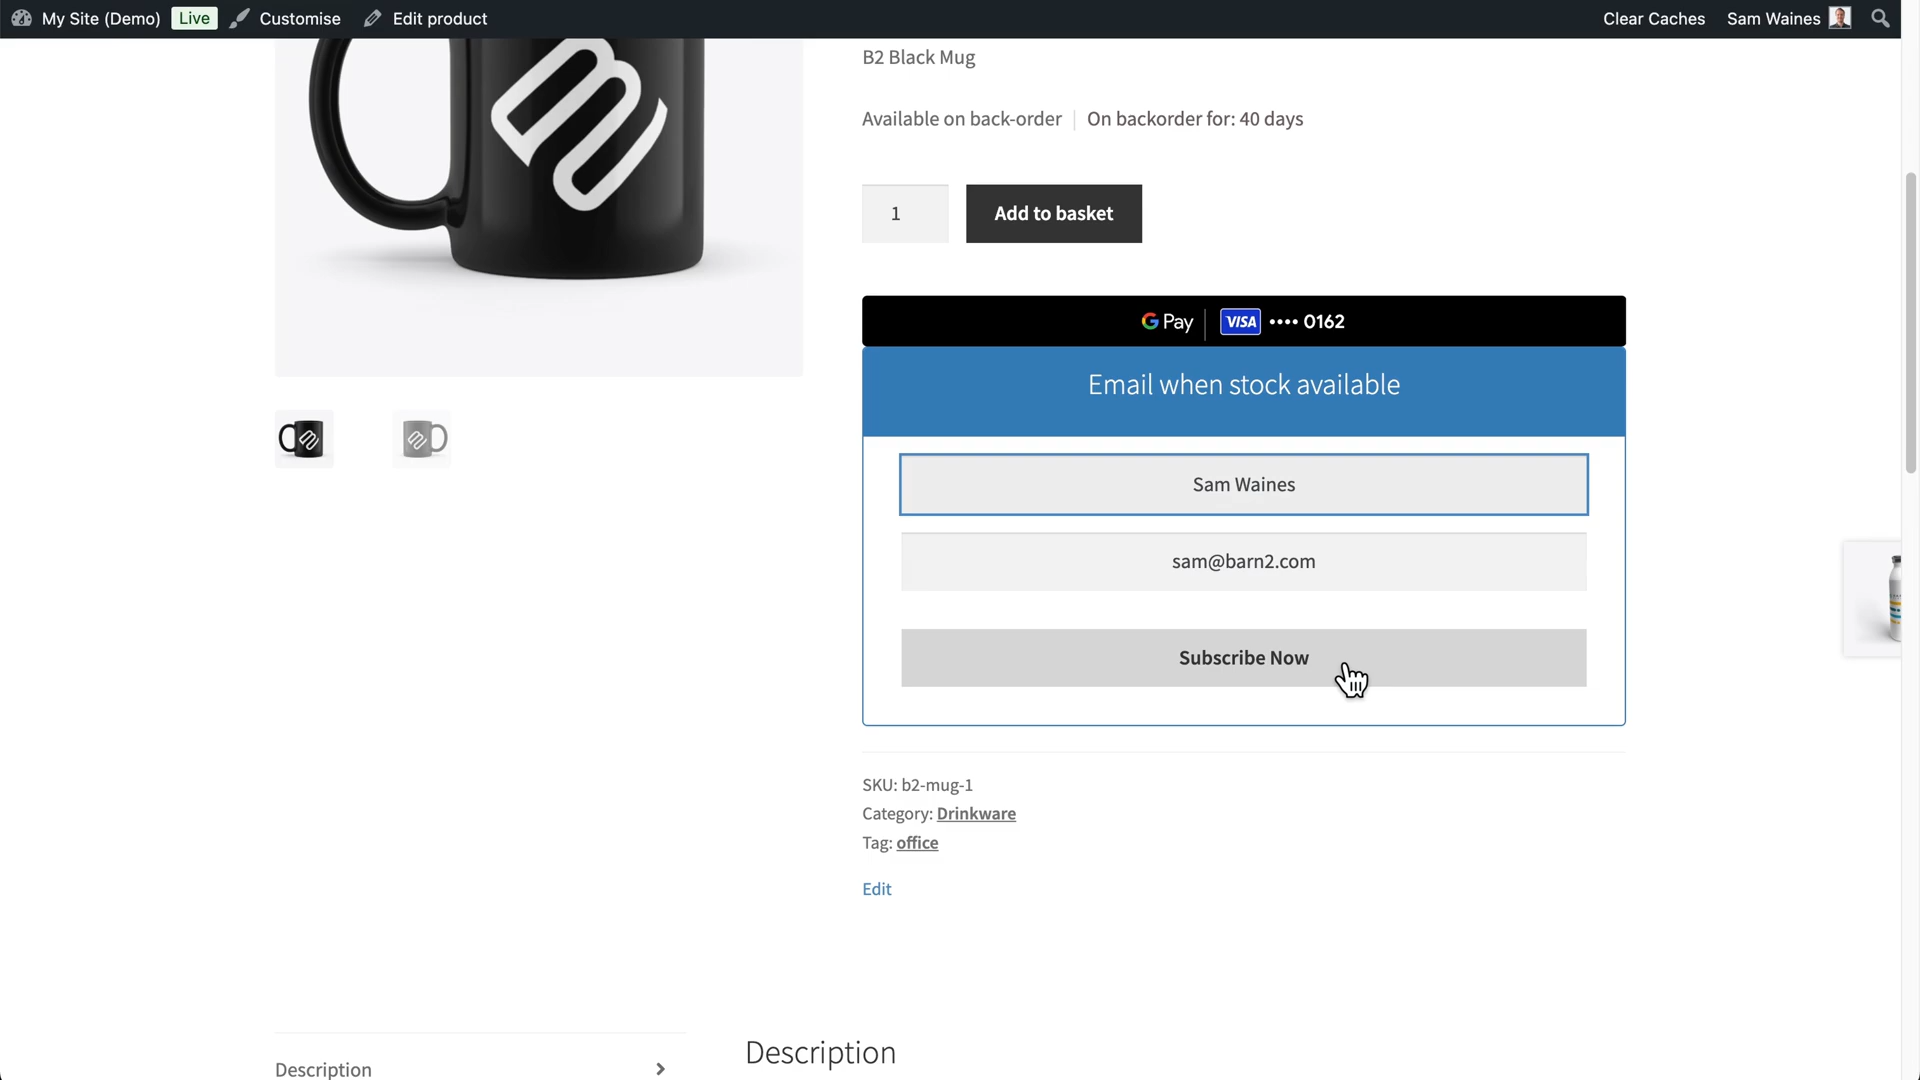 My Site (Demo) Live Customise Edit product Clear Caches Sam Waines
B2 Black Mug
Available on back-order On backorder for: 40 days
1 Add to basket
G Pay VISA •••• 0162
Email when stock available
Sam Waines
sam@barn2.com
Subscribe Now
SKU: b2-mug-1
Category: Drinkware
Tag: office
Edit
Description
Description